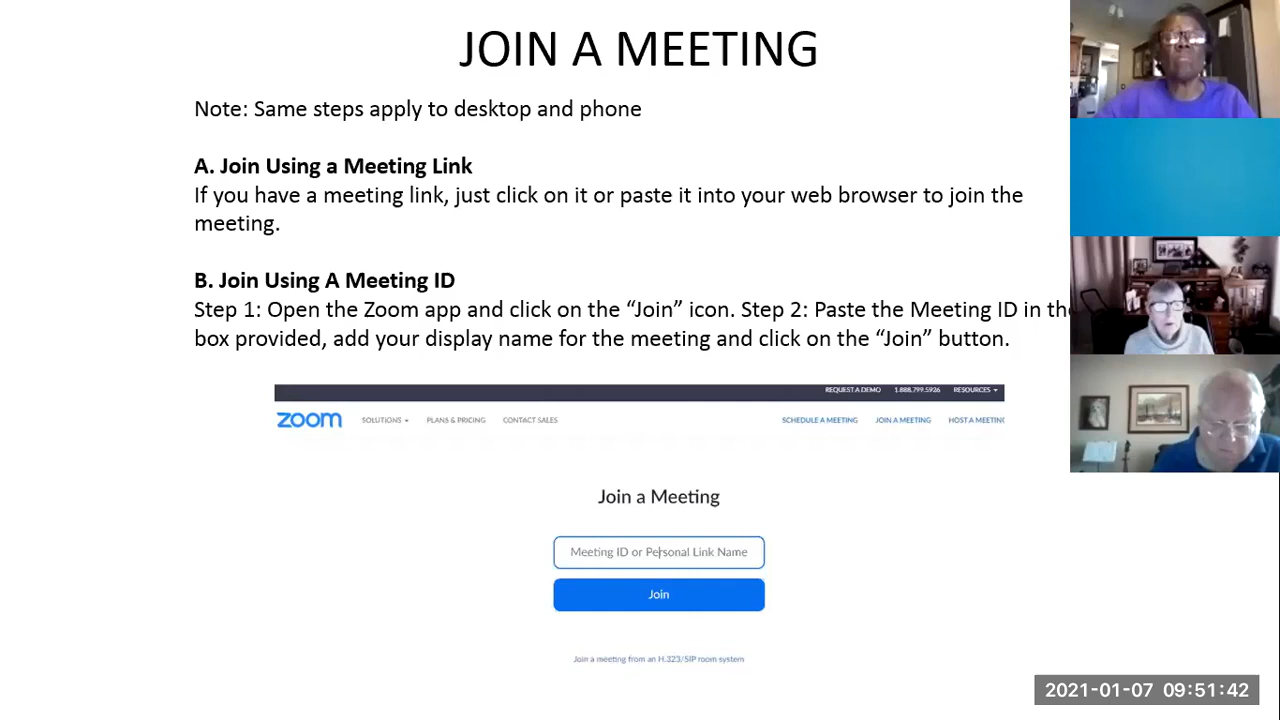 JOIN A MEETING
Note: Same steps apply to desktop and phone
A. Join Using a Meeting Link
If you have a meeting link, just click on it or paste it into your web browser to join the
meeting.
B. Join Using A Meeting ID
Step 1: Open the Zoom app and click on the “Join” icon. Step 2: Paste the Meeting ID in the
box provided, add your display name for the meeting and click on the “Join” button.
REQUEST A DEMO 1.888.799.5926 RESOURCES
zoom SOLUTIONS PLANS & PRICING CONTACT SALES SCHEDULE A MEETING JOIN A MEETING HOST A MEETING
Join a Meeting
Meeting ID or Personal Link Name
Join
Join a meeting from an H.323/SIP room system
2021-01-07 09:51:42